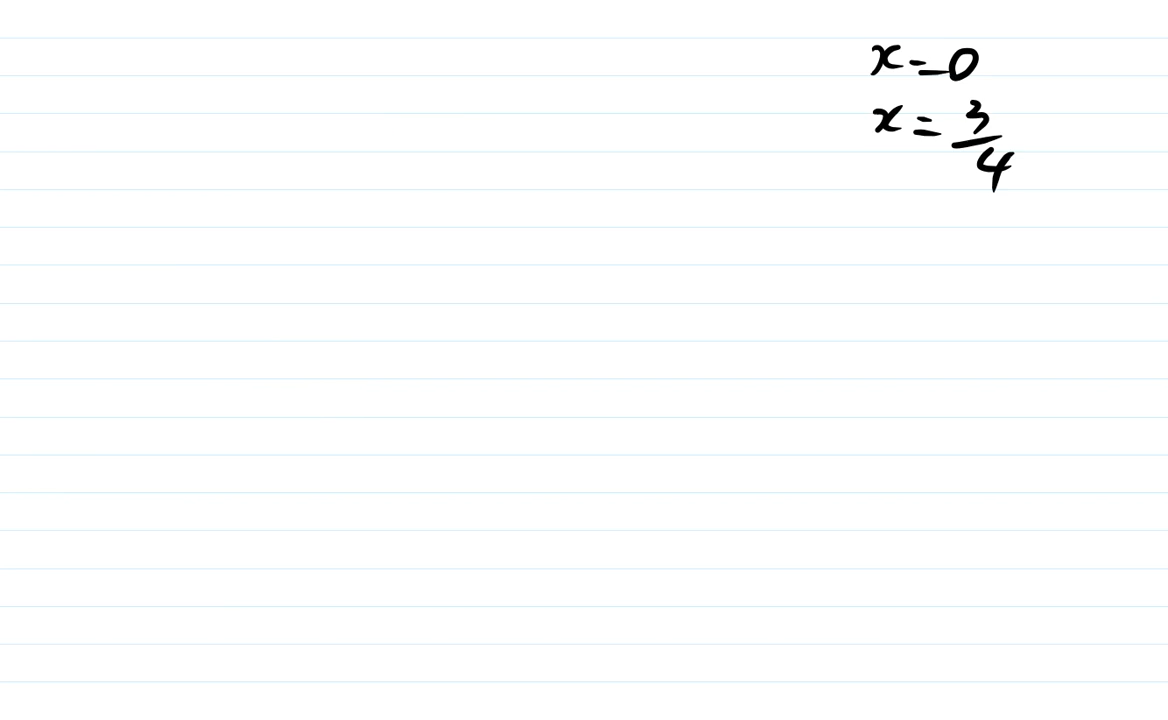 x = 0
x = 3/4